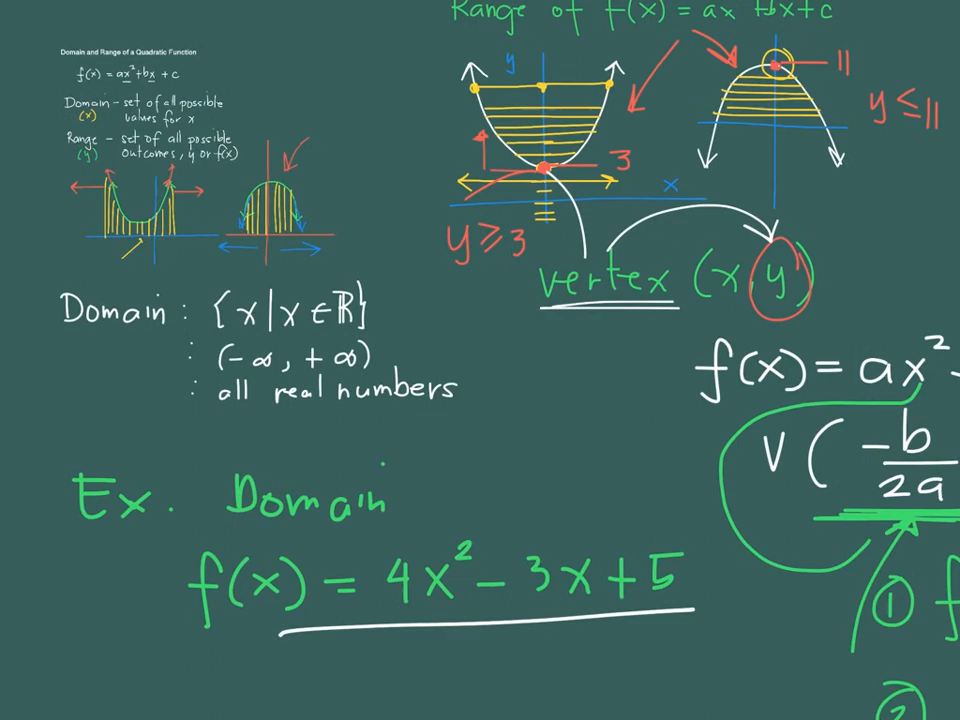 Range of f(x) = ax +bx+c
Domain and Range of a Quadratic Function
f(x) = ax²+bx + c
Domain - set of all possible
(x) values for x
Range - set of all possible
(y) outcomes, y or f(x)
y
3
x
y ≥ 3
11
y ≤ 11
vertex (x, y)
Domain : {x | x ∈ ℝ}
: (-∞, +∞)
: all real numbers
f(x) = ax² -
V ( -b
2a
Ex. Domain
f(x) = 4x² - 3x + 5
① f
②